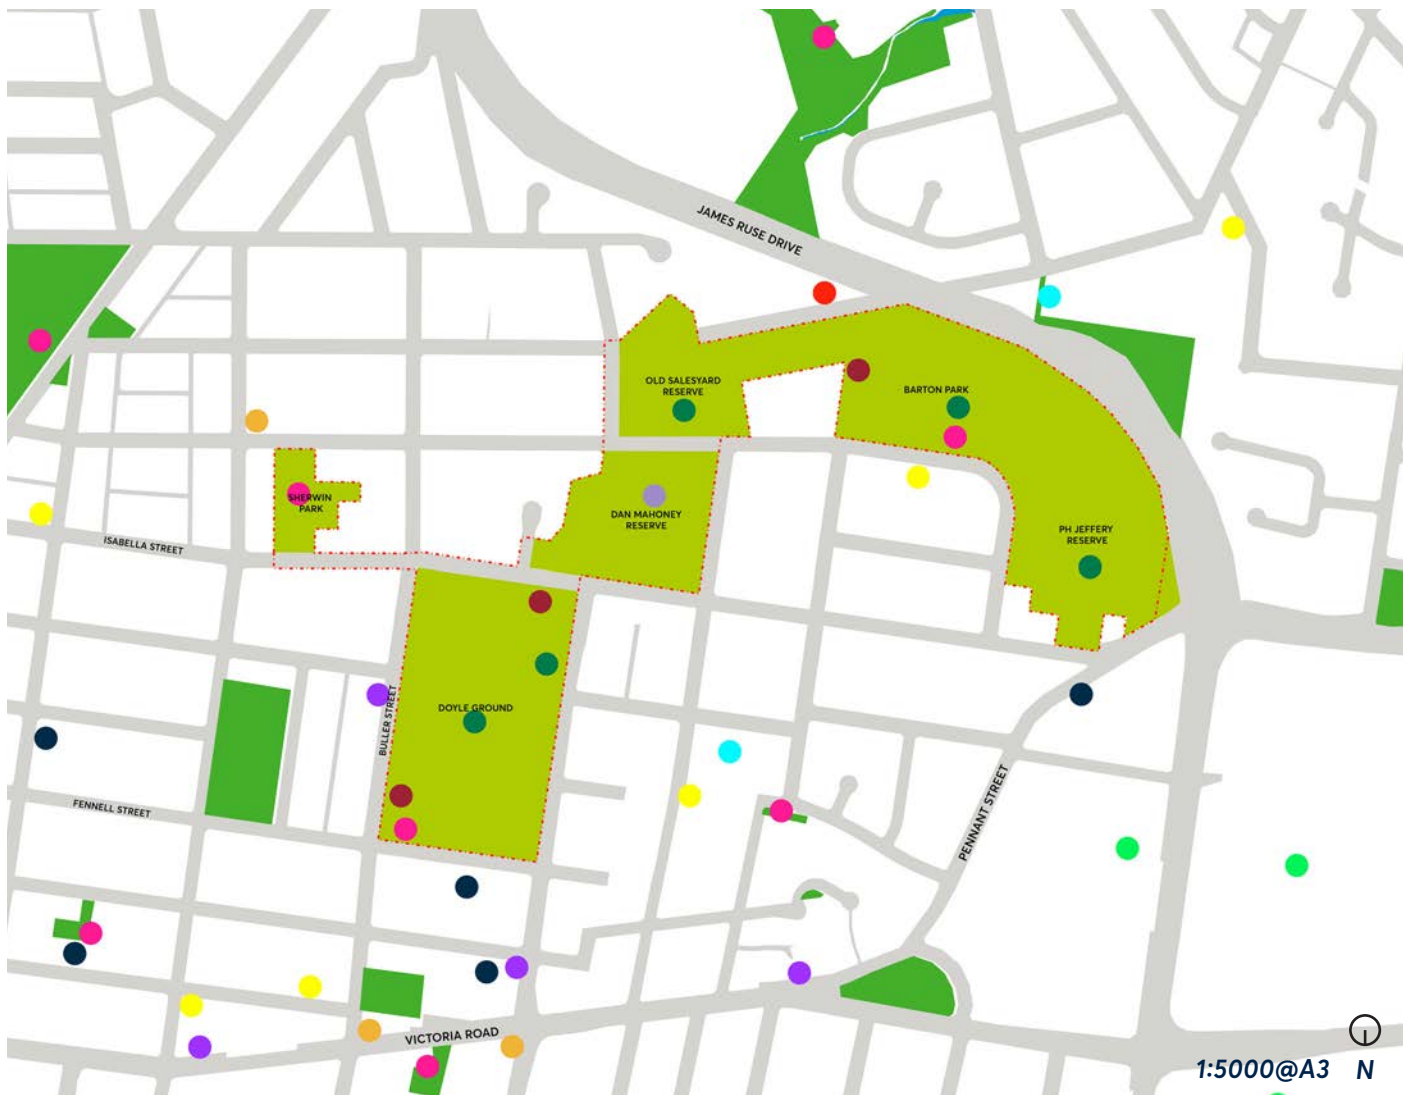 JAMES RUSE DRIVE
OLD SALESYARD
RESERVE
BARTON PARK
SHERWIN
PARK
DAN MAHONEY
RESERVE
PH JEFFERY
RESERVE
ISABELLA STREET
BULLER STREET
DOYLE GROUND
FENNELL STREET
PENNANT STREET
VICTORIA ROAD
1:5000@A3 N